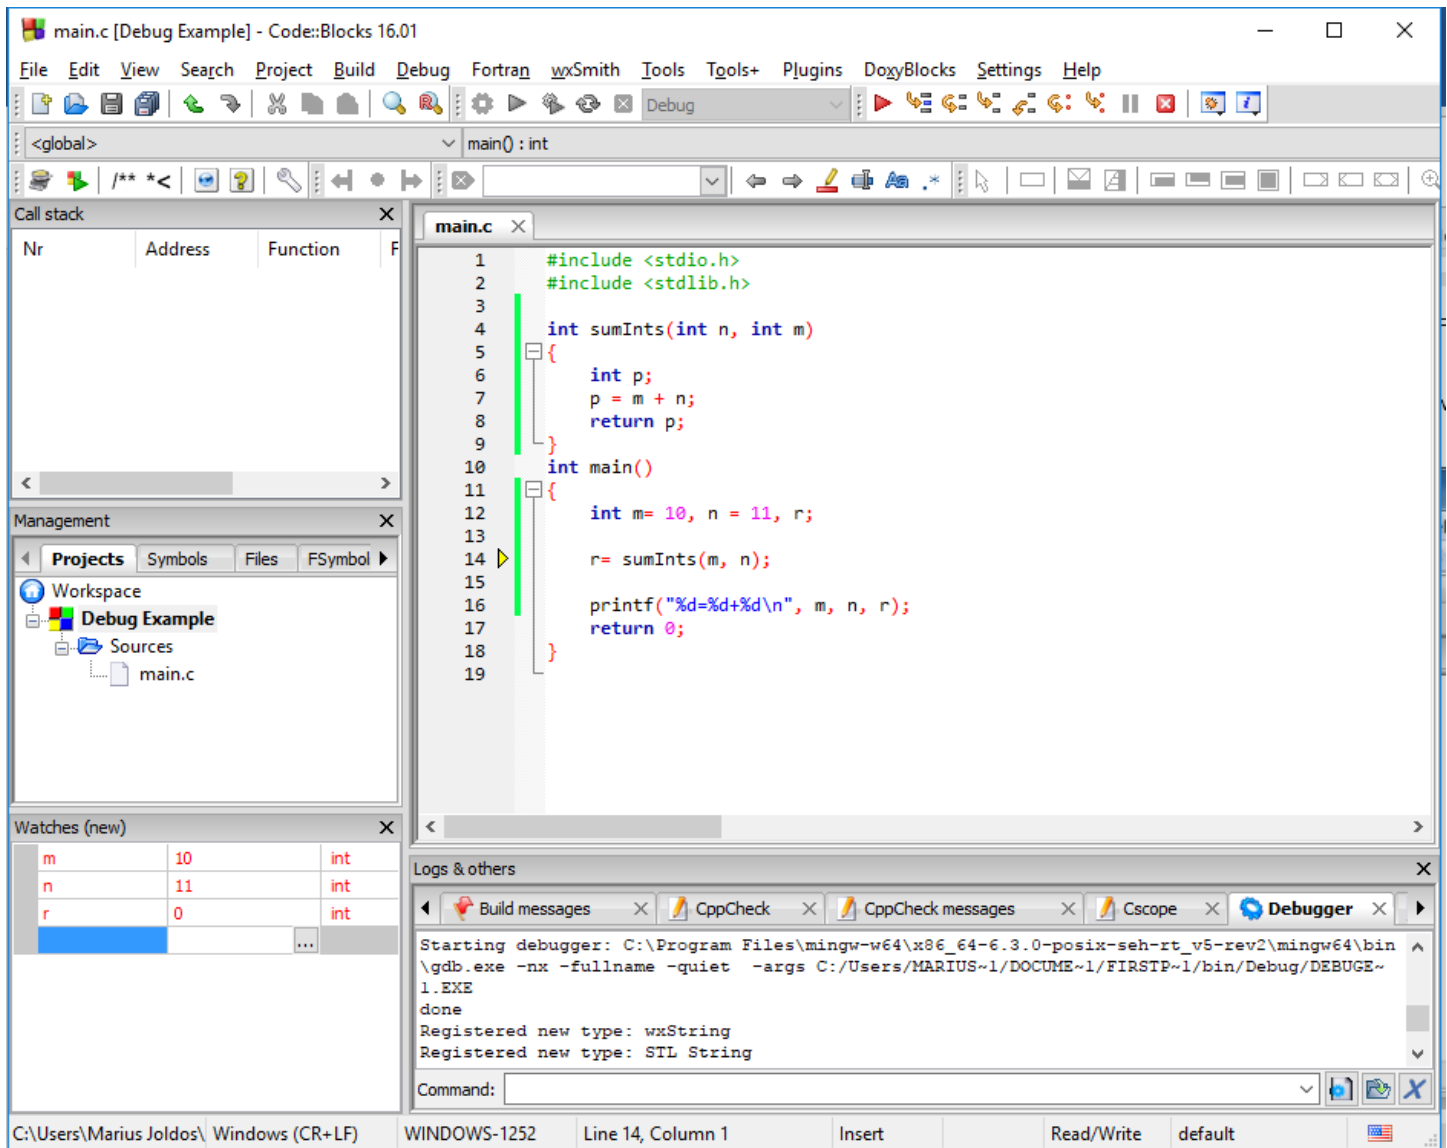 main.c [Debug Example] - Code::Blocks 16.01
File Edit View Search Project Build Debug Fortran wxSmith Tools Tools+ Plugins DoxyBlocks Settings Help
Debug
<global> main() : int
/** *<
Call stack
Nr Address Function F
Management
Projects Symbols Files FSymbol
Workspace
Debug Example
Sources
main.c
Watches (new)
m 10 int
n 11 int
r 0 int
...
main.c
1 #include <stdio.h>
2 #include <stdlib.h>
3
4 int sumInts(int n, int m)
5 {
6 int p;
7 p = m + n;
8 return p;
9 }
10 int main()
11 {
12 int m= 10, n = 11, r;
13
14 r= sumInts(m, n);
15
16 printf("%d=%d+%d\n", m, n, r);
17 return 0;
18 }
19
Logs & others
Build messages CppCheck CppCheck messages Cscope Debugger
Starting debugger: C:\Program Files\mingw-w64\x86_64-6.3.0-posix-seh-rt_v5-rev2\mingw64\bin
\gdb.exe -nx -fullname -quiet -args C:/Users/MARIUS~1/DOCUME~1/FIRSTP~1/bin/Debug/DEBUGE~
1.EXE
done
Registered new type: wxString
Registered new type: STL String
Command:
C:\Users\Marius Joldos\ Windows (CR+LF) WINDOWS-1252 Line 14, Column 1 Insert Read/Write default